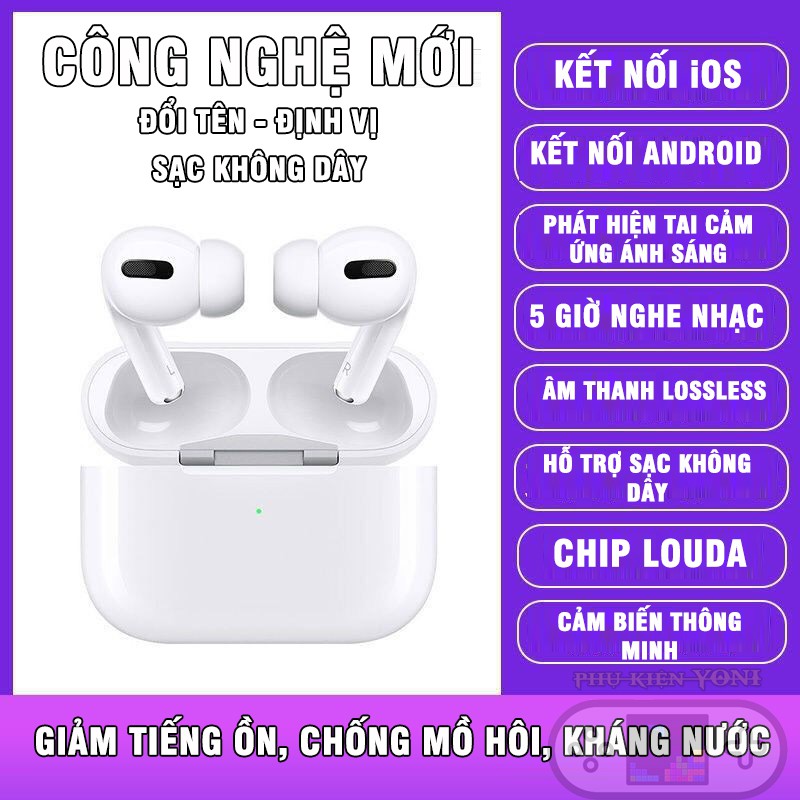 CÔNG NGHỆ MỚI
ĐỔI TÊN - ĐỊNH VỊ
SẠC KHÔNG DÂY
L
R
KẾT NỐI iOS
KẾT NỐI ANDROID
PHÁT HIỆN TAI CẢM
ỨNG ÁNH SÁNG
5 GIỜ NGHE NHẠC
ÂM THANH LOSSLESS
HỖ TRỢ SẠC KHÔNG
DẤY
CHIP LOUDA
CẢM BIẾN THÔNG
MINH
PHỤ KIỆN YONI
GIẢM TIẾNG ỒN, CHỐNG MỒ HÔI, KHÁNG NƯỚC